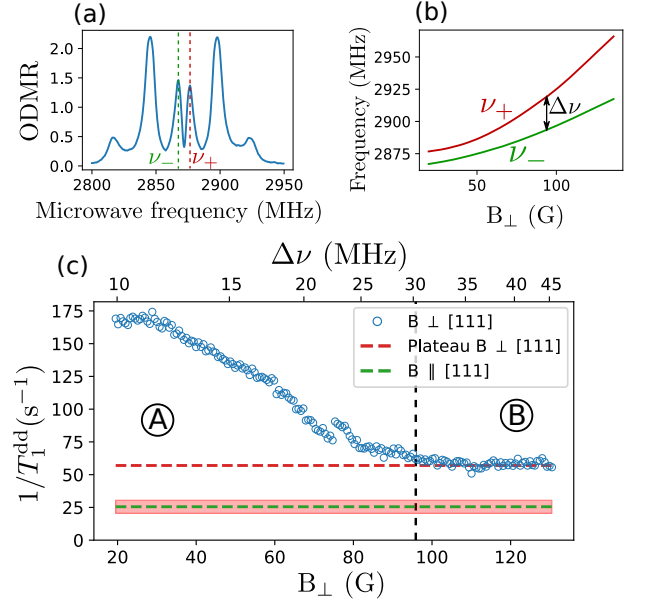 (a)
ODMR
2.0
1.5
1.0
0.5
0.0
ν₋
ν₊
2800
2850
2900
2950
Microwave frequency (MHz)
(b)
Frequency (MHz)
2950
2925
2900
2875
ν₊
Δν
ν₋
50
100
B⊥ (G)
(c)
Δν (MHz)
10
15
20
25
30
35
40
45
1/T₁ᵈᵈ(s⁻¹)
175
150
125
100
75
50
25
0
B ⊥ [111]
Plateau B ⊥ [111]
B ∥ [111]
A
B
20
40
60
80
100
120
B⊥ (G)